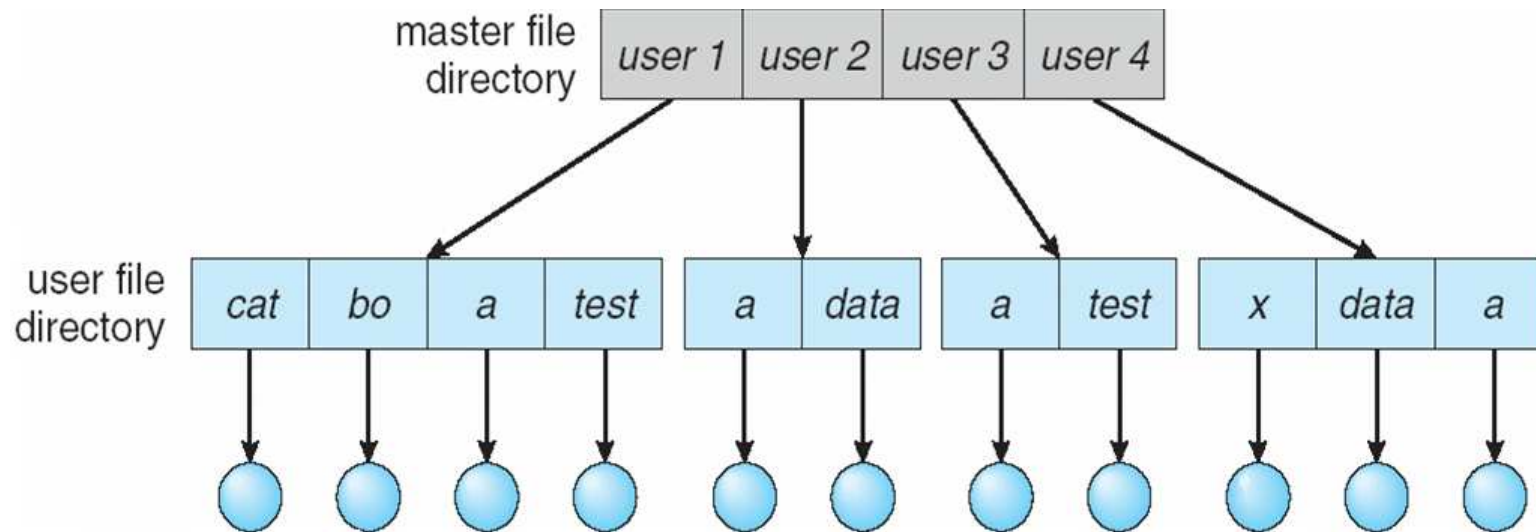 master file
directory
user 1 user 2 user 3 user 4
user file
directory
cat bo a test a data a test x data a